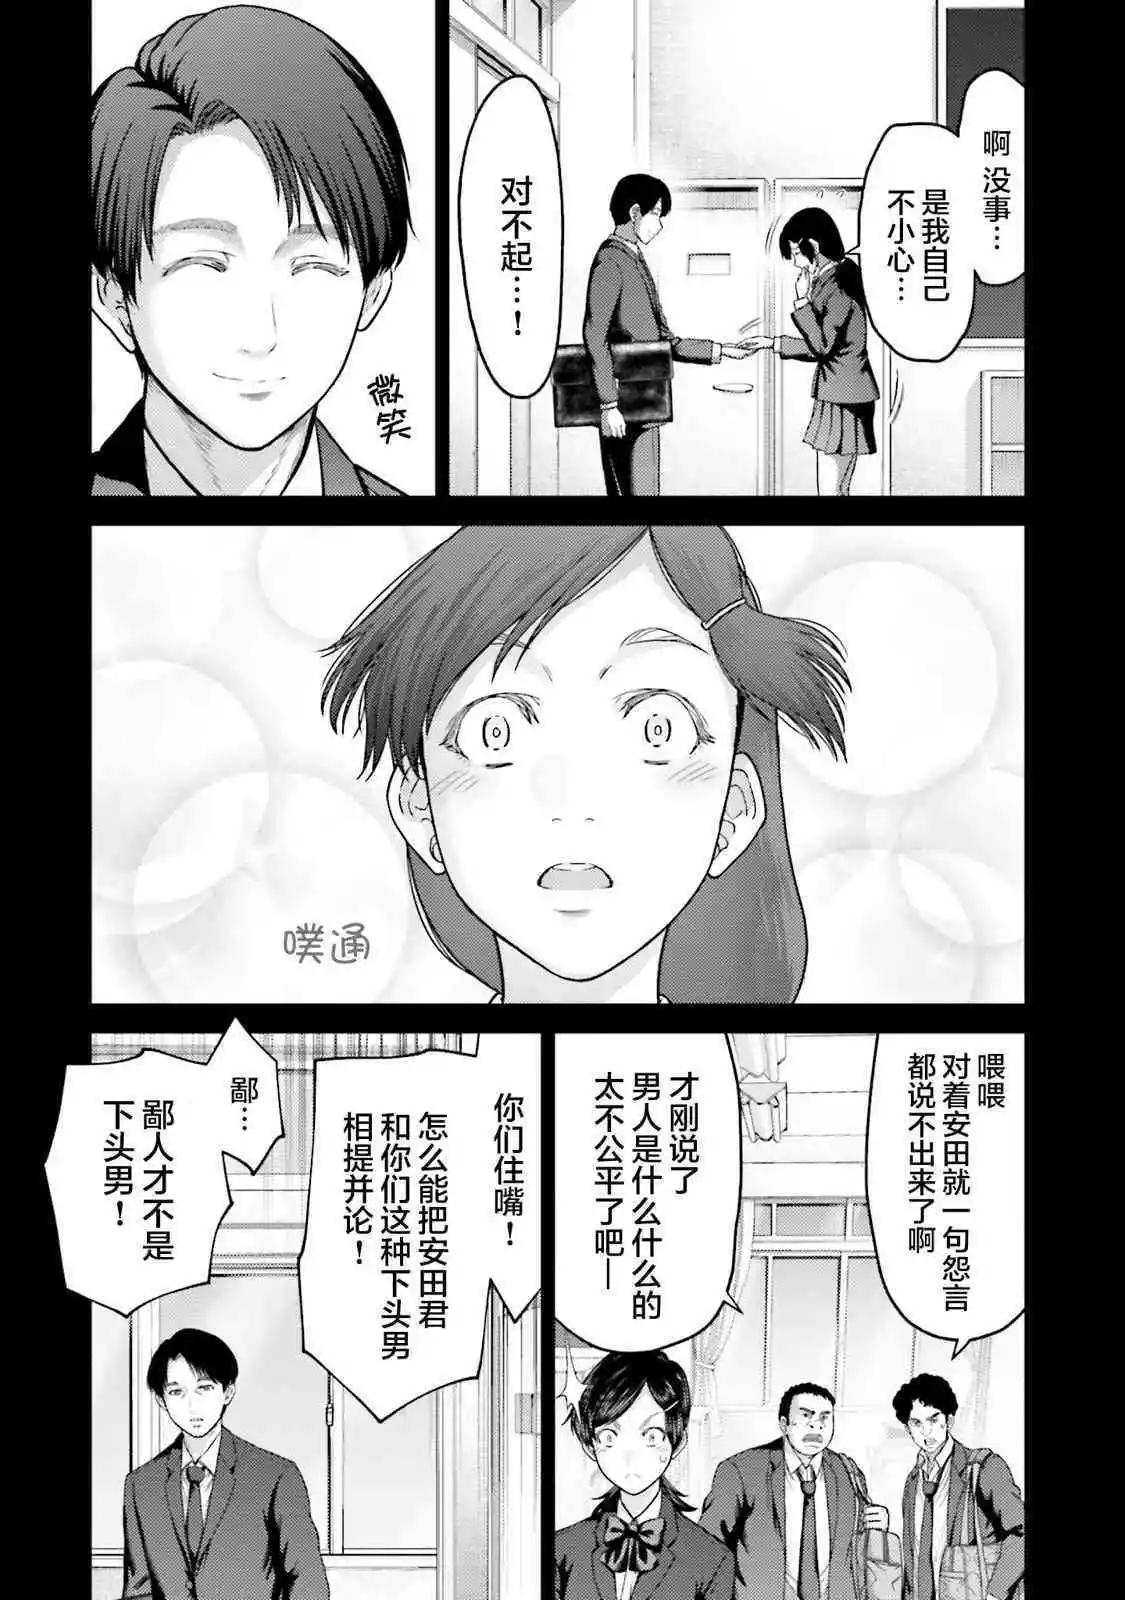 啊没事…
是我自己
不小心…
对不起…！
微笑
噗通
喂喂
对着安田就一句怨言
都说不出来了啊
才刚说了
男人是什么什么的
太不公平了吧—
你们住嘴！
怎么能把安田君
和你们这种下头男
相提并论！
鄙…
鄙人才不是
下头男！